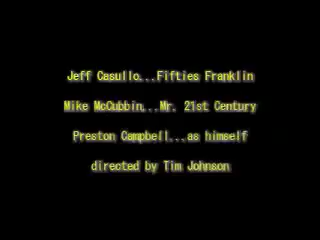 Jeff Casullo...Fifties Franklin
Mike McCubbin...Mr. 21st Century
Preston Campbell...as himself
directed by Tim Johnson